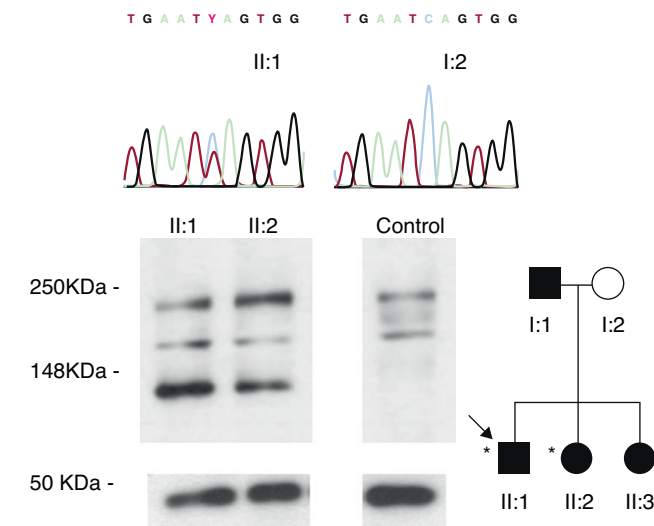 T G A A T Y A G T G G
T G A A T C A G T G G
II:1
I:2
II:1 II:2 Control
250KDa -
148KDa -
50 KDa -
I:1 I:2
* *
II:1 II:2 II:3